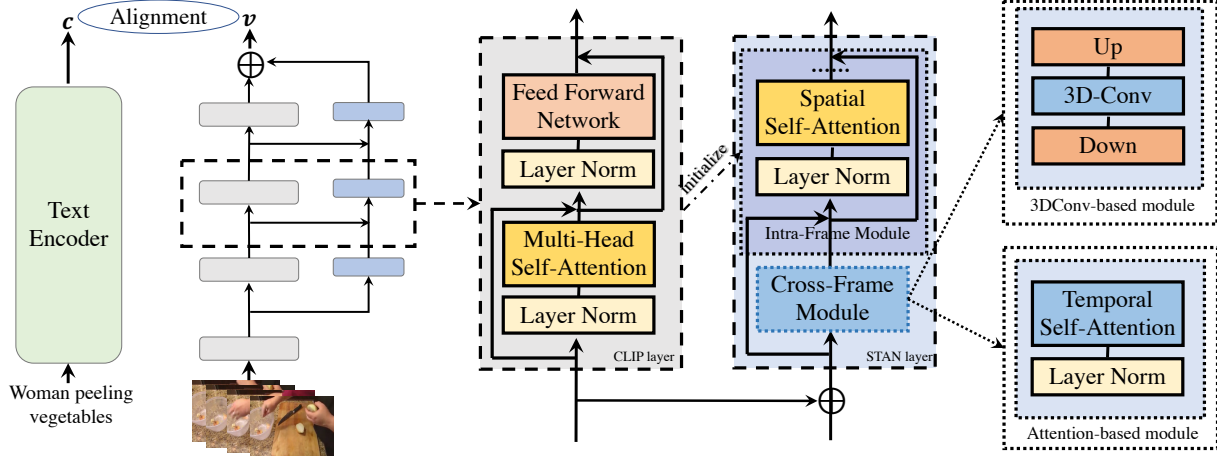 c
Alignment
v
Text
Encoder
Woman peeling
vegetables
Feed Forward
Network
Layer Norm
Multi-Head
Self-Attention
Layer Norm
CLIP layer
Initialize
......
Spatial
Self-Attention
Layer Norm
Intra-Frame Module
Cross-Frame
Module
STAN layer
Up
3D-Conv
Down
3DConv-based module
Temporal
Self-Attention
Layer Norm
Attention-based module